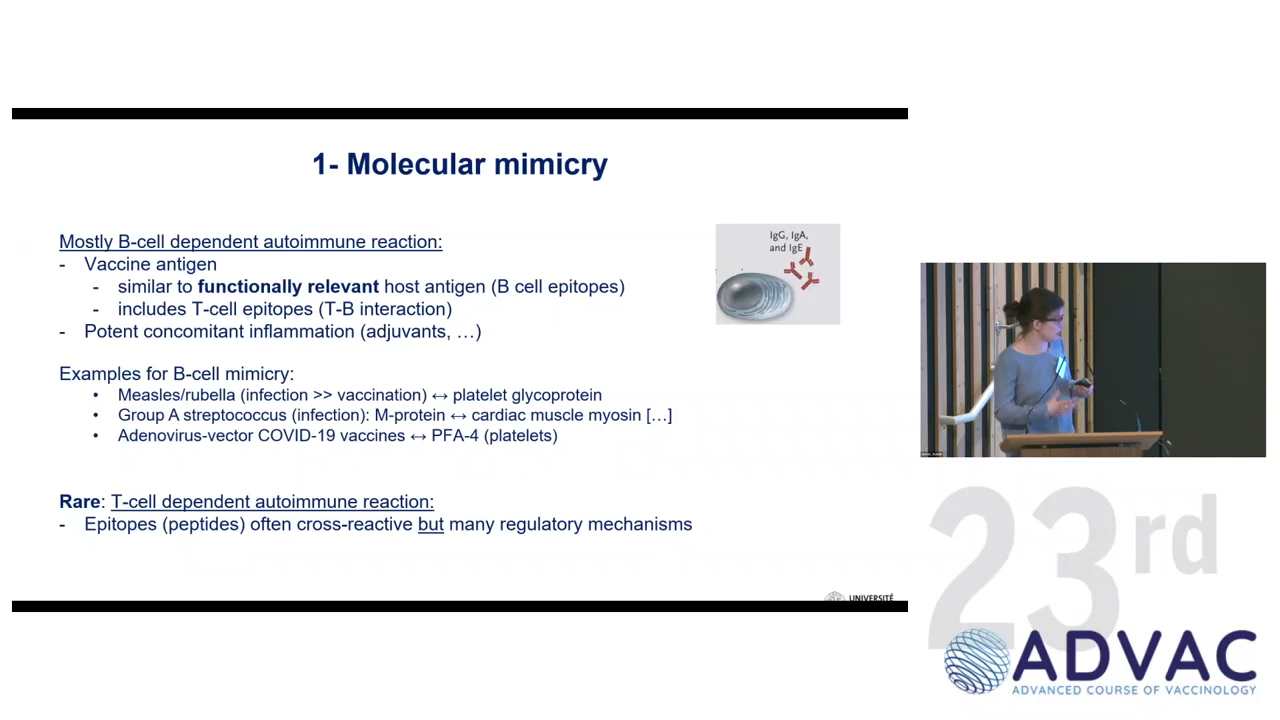 1- Molecular mimicry
Mostly B-cell dependent autoimmune reaction:
- Vaccine antigen
- similar to functionally relevant host antigen (B cell epitopes)
- includes T-cell epitopes (T-B interaction)
- Potent concomitant inflammation (adjuvants, …)
IgG, IgA,
and IgE
Examples for B-cell mimicry:
• Measles/rubella (infection >> vaccination) ↔ platelet glycoprotein
• Group A streptococcus (infection): M-protein ↔ cardiac muscle myosin […]
• Adenovirus-vector COVID-19 vaccines ↔ PFA-4 (platelets)
Rare: T-cell dependent autoimmune reaction:
- Epitopes (peptides) often cross-reactive but many regulatory mechanisms
UNIVERSITÉ
23rd
ADVAC
ADVANCED COURSE OF VACCINOLOGY